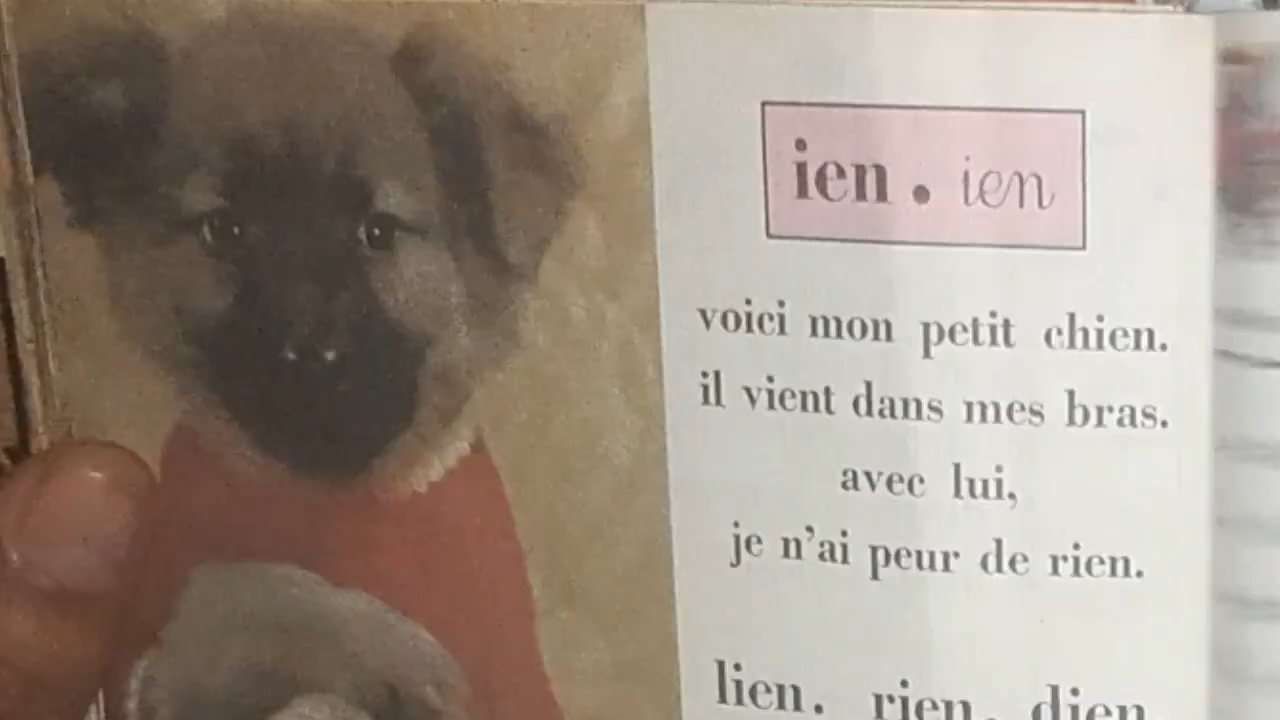 ien . ien
voici mon petit chien.
il vient dans mes bras.
avec lui,
je n'ai peur de rien.
lien. rien. dien